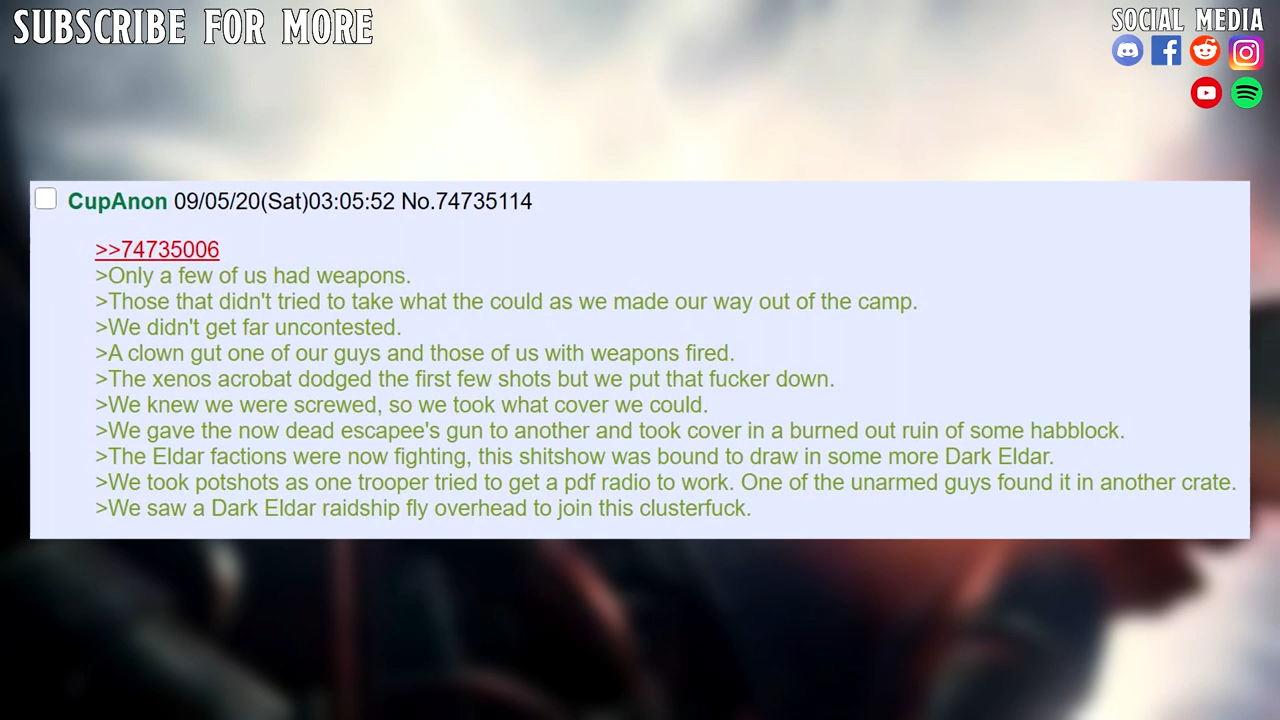 SUBSCRIBE FOR MORE
SOCIAL MEDIA
CupAnon 09/05/20(Sat)03:05:52 No.74735114
>>74735006
>Only a few of us had weapons.
>Those that didn't tried to take what the could as we made our way out of the camp.
>We didn't get far uncontested.
>A clown gut one of our guys and those of us with weapons fired.
>The xenos acrobat dodged the first few shots but we put that fucker down.
>We knew we were screwed, so we took what cover we could.
>We gave the now dead escapee's gun to another and took cover in a burned out ruin of some habblock.
>The Eldar factions were now fighting, this shitshow was bound to draw in some more Dark Eldar.
>We took potshots as one trooper tried to get a pdf radio to work. One of the unarmed guys found it in another crate.
>We saw a Dark Eldar raidship fly overhead to join this clusterfuck.